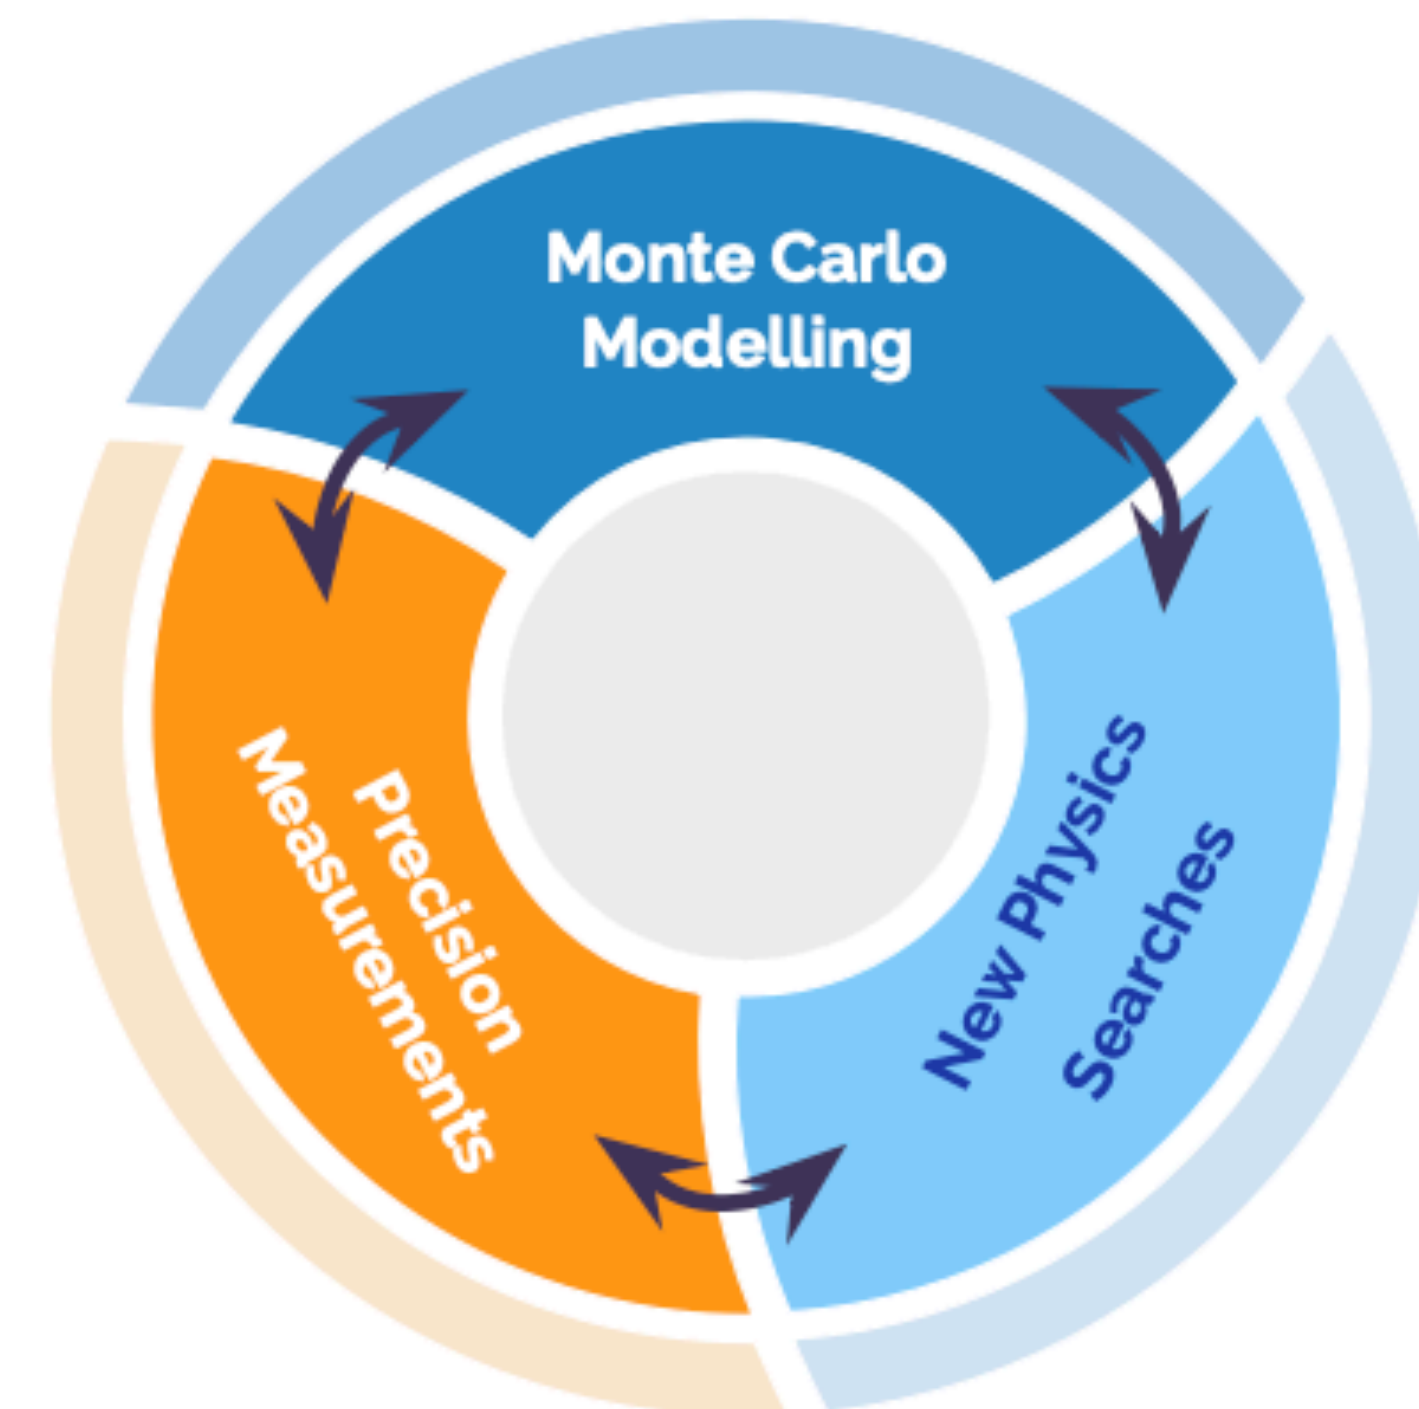 Monte Carlo
Modelling
Precision
Measurements
New Physics
Searches